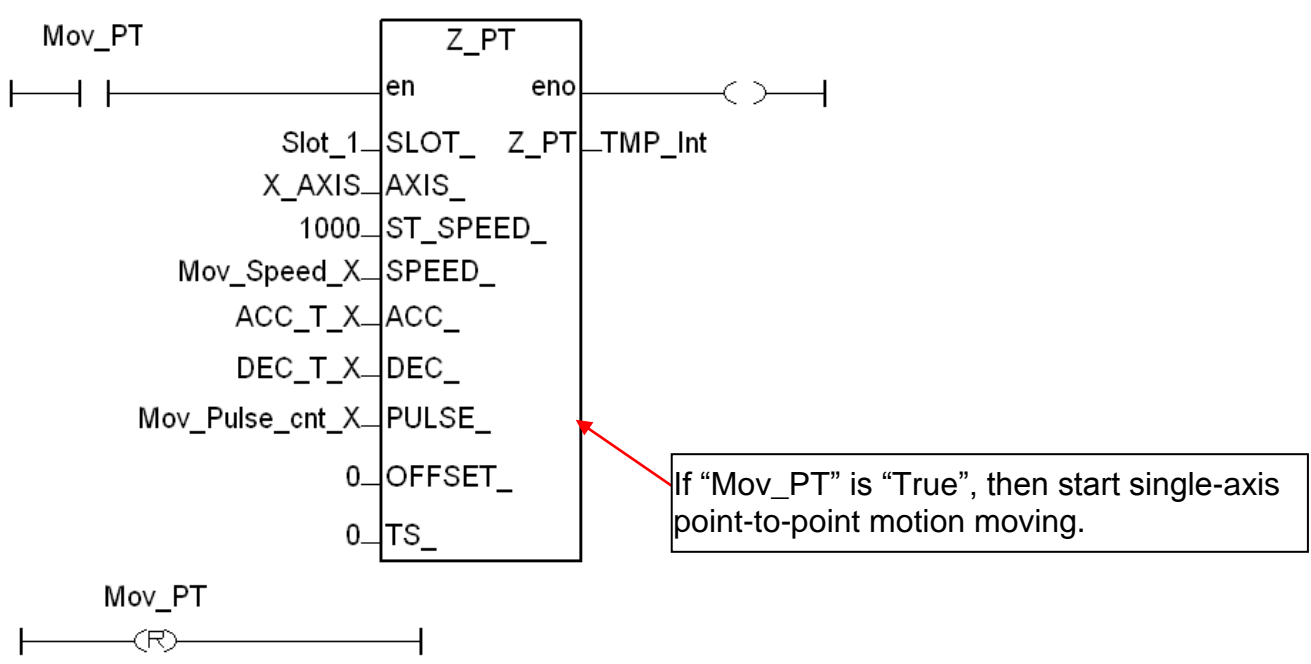 Mov_PT
Z_PT
en eno
Slot_1 SLOT_ Z_PT TMP_Int
X_AXIS AXIS_
1000 ST_SPEED_
Mov_Speed_X SPEED_
ACC_T_X ACC_
DEC_T_X DEC_
Mov_Pulse_cnt_X PULSE_
0 OFFSET_
If “Mov_PT” is “True”, then start single-axis
point-to-point motion moving.
0 TS_
Mov_PT
R